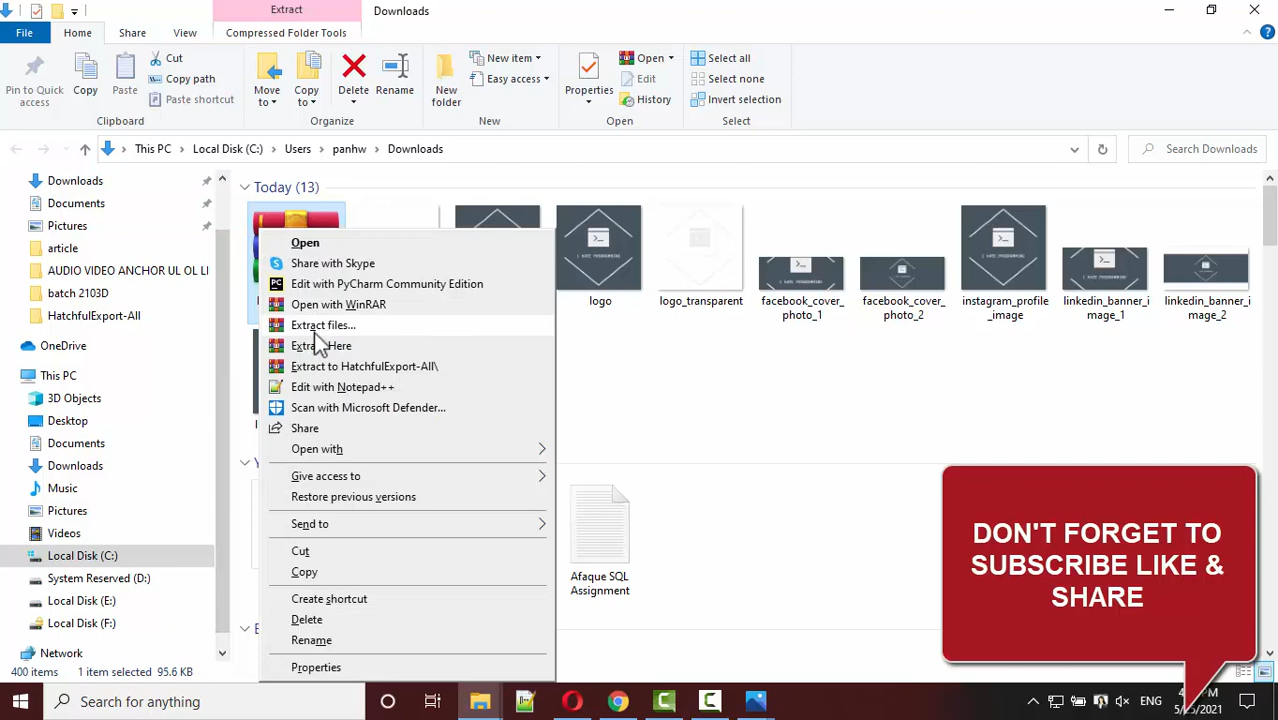 Extract
Downloads
File
Home
Share
View
Compressed Folder Tools
Pin to Quick
access
Copy
Paste
Cut
Copy path
Paste shortcut
Clipboard
Move
to
Copy
to
Delete
Rename
Organize
New
folder
New item
Easy access
New
Properties
Open
Edit
History
Open
Select all
Select none
Invert selection
Select
This PC
Local Disk (C:)
Users
panhw
Downloads
Search Downloads
Downloads
Documents
Pictures
article
AUDIO VIDEO ANCHOR UL OL LI
batch 2103D
HatchfulExport-All
OneDrive
This PC
3D Objects
Desktop
Documents
Downloads
Music
Pictures
Videos
Local Disk (C:)
System Reserved (D:)
Local Disk (E:)
Local Disk (F:)
Network
Today (13)
logo
logo_transparent
facebook_cover_
photo_1
facebook_cover_
photo_2
instagram_profile
_image
linkedin_banner_i
mage_1
linkedin_banner_i
mage_2
Open
Share with Skype
Edit with PyCharm Community Edition
Open with WinRAR
Extract files...
Extract Here
Extract to HatchfulExport-All\
Edit with Notepad++
Scan with Microsoft Defender...
Share
Open with
Give access to
Restore previous versions
Send to
Cut
Copy
Create shortcut
Delete
Rename
Properties
Afaque SQL
Assignment
DON'T FORGET TO
SUBSCRIBE LIKE &
SHARE
400 items
1 item selected 95.6 KB
Search for anything
ENG